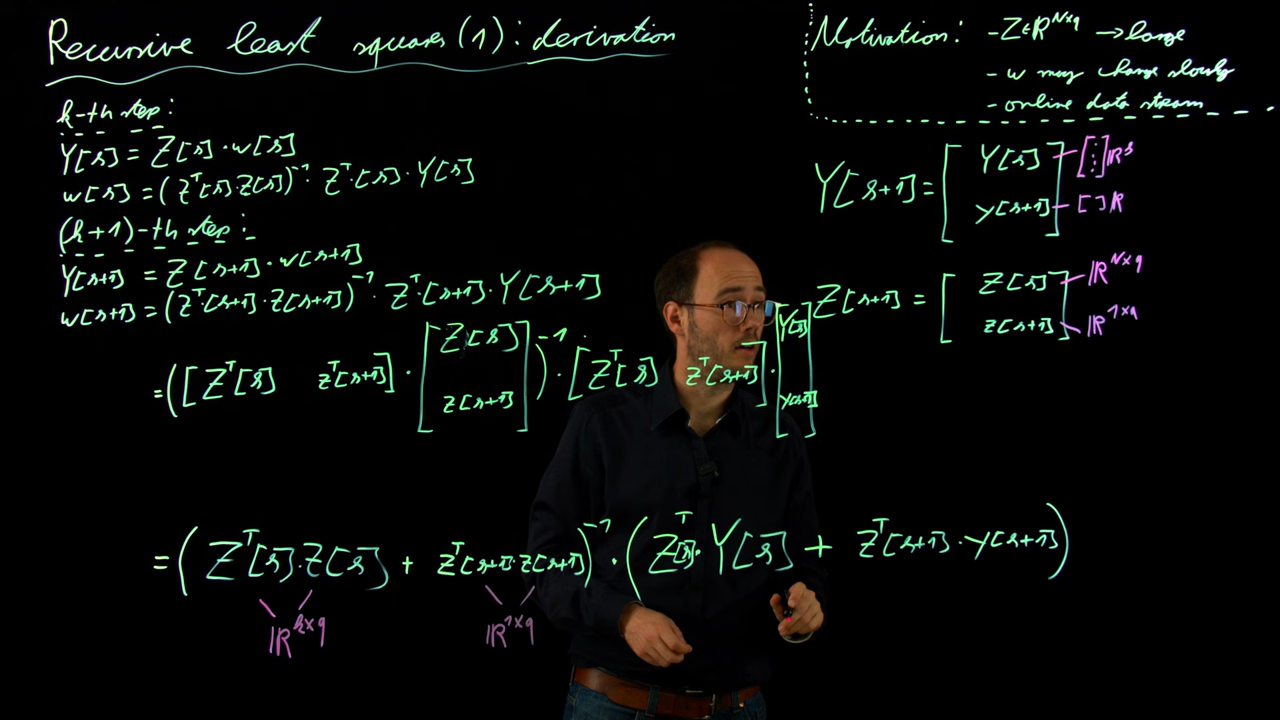 Recursive least squares (1): derivation
Motivation: - Z ∈ ℝ^{N×q} → large
- w may change slowly
- online data stream
k-th step:
Y[k] = Z[k] · w[k]
w[k] = (Z^T[k] · Z[k])^{-1} · Z^T[k] · Y[k]
(k+1)-th step:
Y[k+1] = Z[k+1] · w[k+1]
w[k+1] = (Z^T[k+1] · Z[k+1])^{-1} · Z^T[k+1] · Y[k+1]
= ([Z^T[k] z^T[k+1]] · [Z[k] z[k+1]])^{-1} · [Z^T[k] z^T[k+1]] · [Y[k] y[k+1]]
= (Z^T[k] · Z[k] + z^T[k+1] · z[k+1])^{-1} · (Z^T[k] · Y[k] + z^T[k+1] · y[k+1])
ℝ^{k×q} ℝ^{1×q}
Y[k+1] = [Y[k] y[k+1]]
[⋮] ℝ^k
[ ] ℝ
Z[k+1] = [Z[k] z[k+1]]
ℝ^{N×q}
ℝ^{1×q}